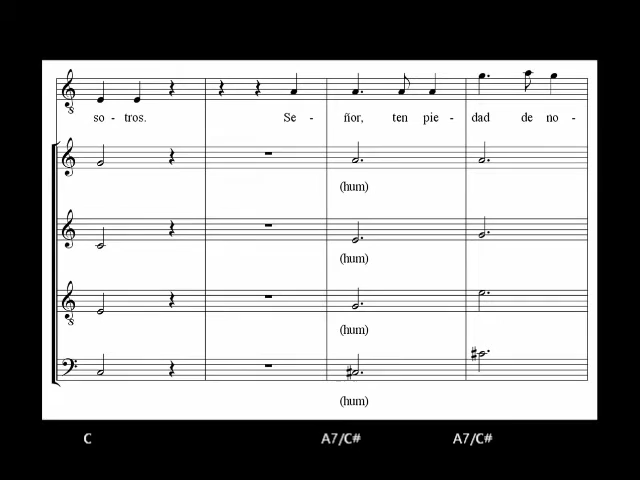 so - tros. Se - ñor, ten pie - dad de no -
(hum)
(hum)
(hum)
(hum)
C A7/C# A7/C#